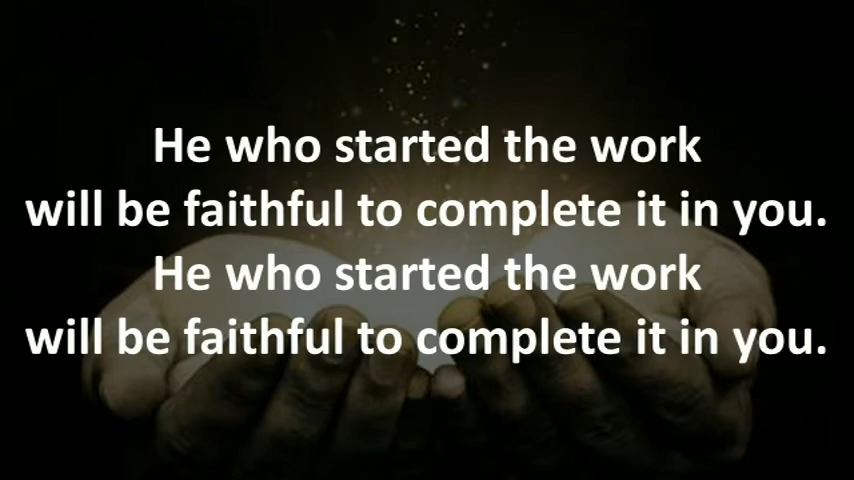 He who started the work
will be faithful to complete it in you.
He who started the work
will be faithful to complete it in you.